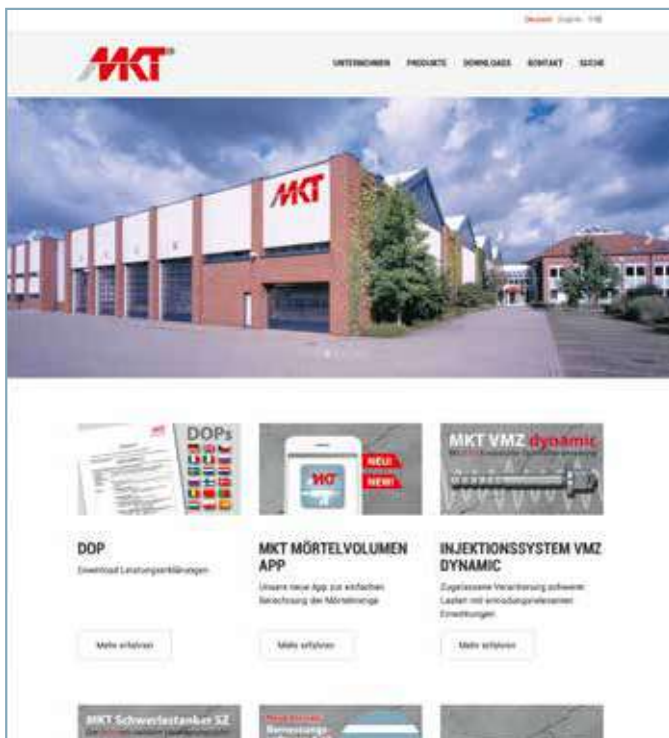 Deutsch English
MKT
UNTERNEHMEN PRODUKTE DOWNLOADS KONTAKT SUCHE
MKT
DOPs
NEU!
NEW!
MKT
MKT VMZ dynamic
DOP
Download Leistungserklärungen
Mehr erfahren
MKT MÖRTELVOLUMEN
APP
Unsere neue App zur einfachen
Berechnung der Mörtelmenge
Mehr erfahren
INJEKTIONSSYSTEM VMZ
DYNAMIC
Zugelassene Verankerung schwerer
Lasten mit ermüdungsrelevanten
Einwirkungen
Mehr erfahren
MKT Schwerlastanker SZ
Bemessungs-